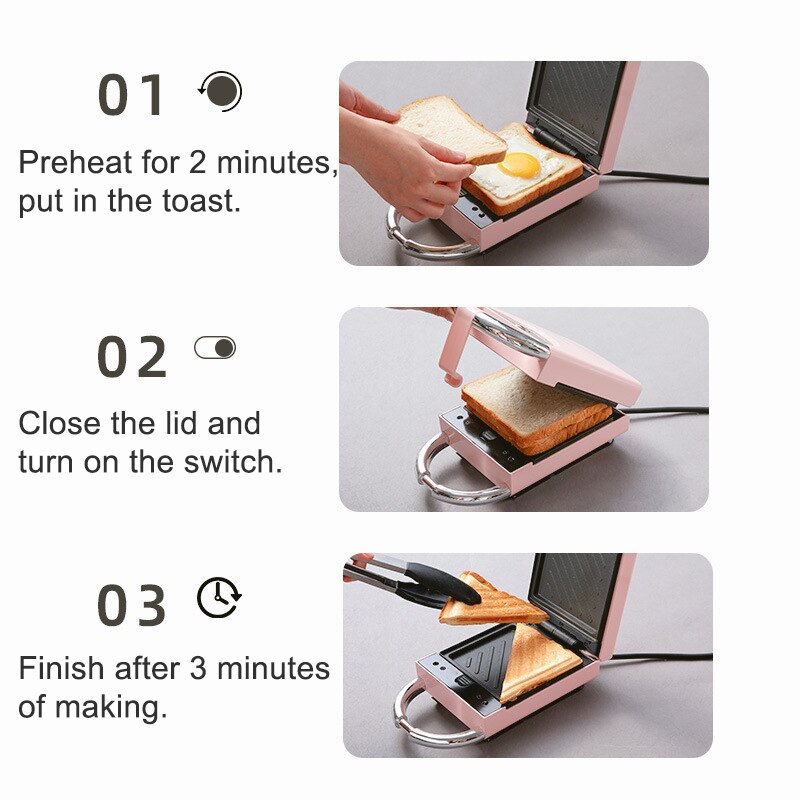 01
Preheat for 2 minutes,
put in the toast.
02
Close the lid and
turn on the switch.
03
Finish after 3 minutes
of making.